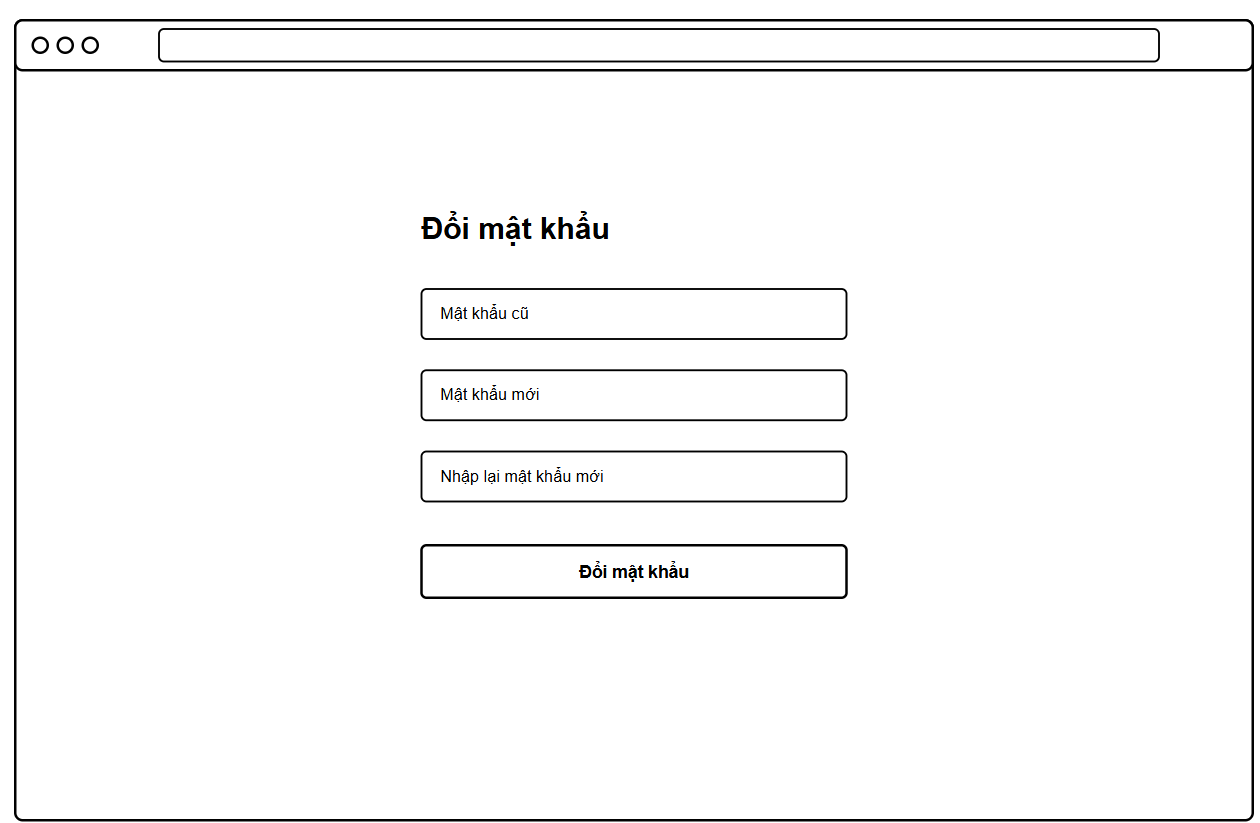 Đổi mật khẩu
Mật khẩu cũ
Mật khẩu mới
Nhập lại mật khẩu mới
Đổi mật khẩu